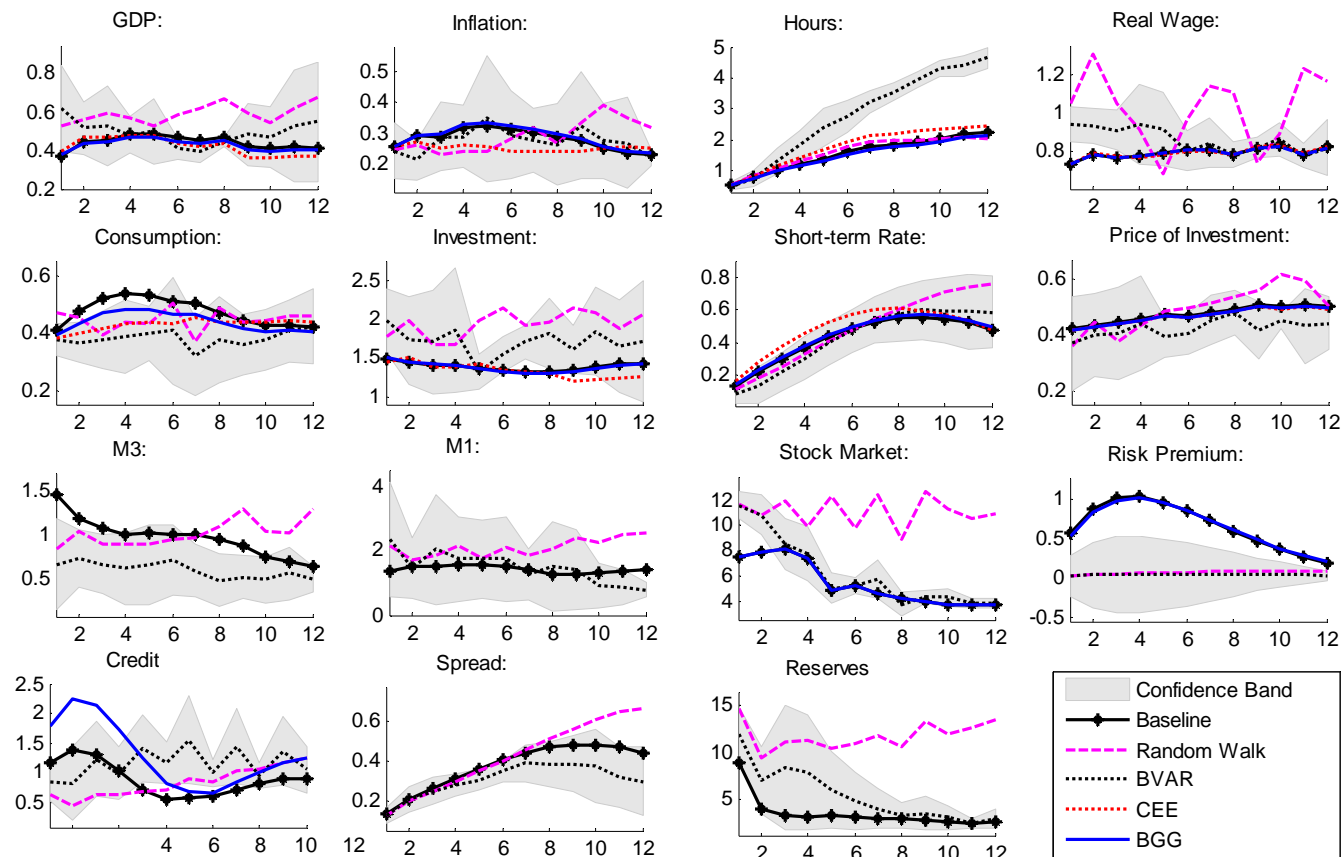 GDP:
Inflation:
Hours:
Real Wage:
0.8
0.6
0.4
0.2
2 4 6 8 10 12
0.5
0.4
0.3
0.2
2 4 6 8 10 12
5
4
3
2
1
2 4 6 8 10 12
1.2
1
0.8
2 4 6 8 10 12
Consumption:
Investment:
Short-term Rate:
Price of Investment:
0.6
0.4
0.2
2 4 6 8 10 12
2.5
2
1.5
1
2 4 6 8 10 12
0.8
0.6
0.4
0.2
2 4 6 8 10 12
0.6
0.4
0.2
2 4 6 8 10 12
M3:
M1:
Stock Market:
Risk Premium:
1.5
1
0.5
2 4 6 8 10 12
4
2
0
2 4 6 8 10 12
12
10
8
6
4
2 4 6 8 10 12
1
0.5
0
-0.5
2 4 6 8 10 12
Credit
Spread:
Reserves
2.5
2
1.5
1
0.5
4 6 8 10 12
0.6
0.4
0.2
2 4 6 8 10 12
15
10
5
2 4 6 8 10 12
Confidence Band
Baseline
Random Walk
BVAR
CEE
BGG